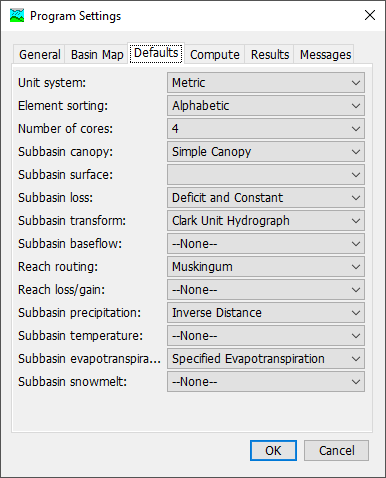 Program Settings
General Basin Map Defaults Compute Results Messages
Unit system: Metric
Element sorting: Alphabetic
Number of cores: 4
Subbasin canopy: Simple Canopy
Subbasin surface:
Subbasin loss: Deficit and Constant
Subbasin transform: Clark Unit Hydrograph
Subbasin baseflow: --None--
Reach routing: Muskingum
Reach loss/gain: --None--
Subbasin precipitation: Inverse Distance
Subbasin temperature: --None--
Subbasin evapotranspira... Specified Evapotranspiration
Subbasin snowmelt: --None--
OK Cancel